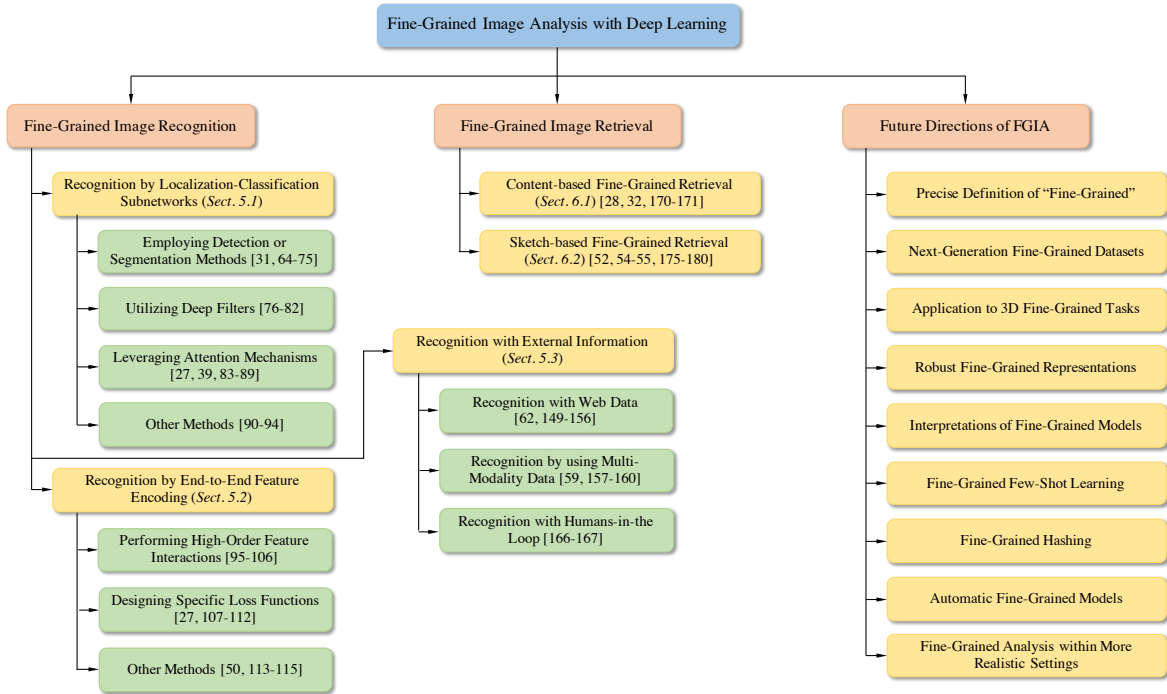 Fine-Grained Image Analysis with Deep Learning
Fine-Grained Image Recognition
Recognition by Localization-Classification
Subnetworks (Sect. 5.1)
Employing Detection or
Segmentation Methods [31, 64-75]
Utilizing Deep Filters [76-82]
Leveraging Attention Mechanisms
[27, 39, 83-89]
Other Methods [90-94]
Recognition by End-to-End Feature
Encoding (Sect. 5.2)
Performing High-Order Feature
Interactions [95-106]
Designing Specific Loss Functions
[27, 107-112]
Other Methods [50, 113-115]
Recognition with External Information
(Sect. 5.3)
Recognition with Web Data
[62, 149-156]
Recognition by using Multi-
Modality Data [59, 157-160]
Recognition with Humans-in-the
Loop [166-167]
Fine-Grained Image Retrieval
Content-based Fine-Grained Retrieval
(Sect. 6.1) [28, 32, 170-171]
Sketch-based Fine-Grained Retrieval
(Sect. 6.2) [52, 54-55, 175-180]
Future Directions of FGIA
Precise Definition of “Fine-Grained”
Next-Generation Fine-Grained Datasets
Application to 3D Fine-Grained Tasks
Robust Fine-Grained Representations
Interpretations of Fine-Grained Models
Fine-Grained Few-Shot Learning
Fine-Grained Hashing
Automatic Fine-Grained Models
Fine-Grained Analysis within More
Realistic Settings